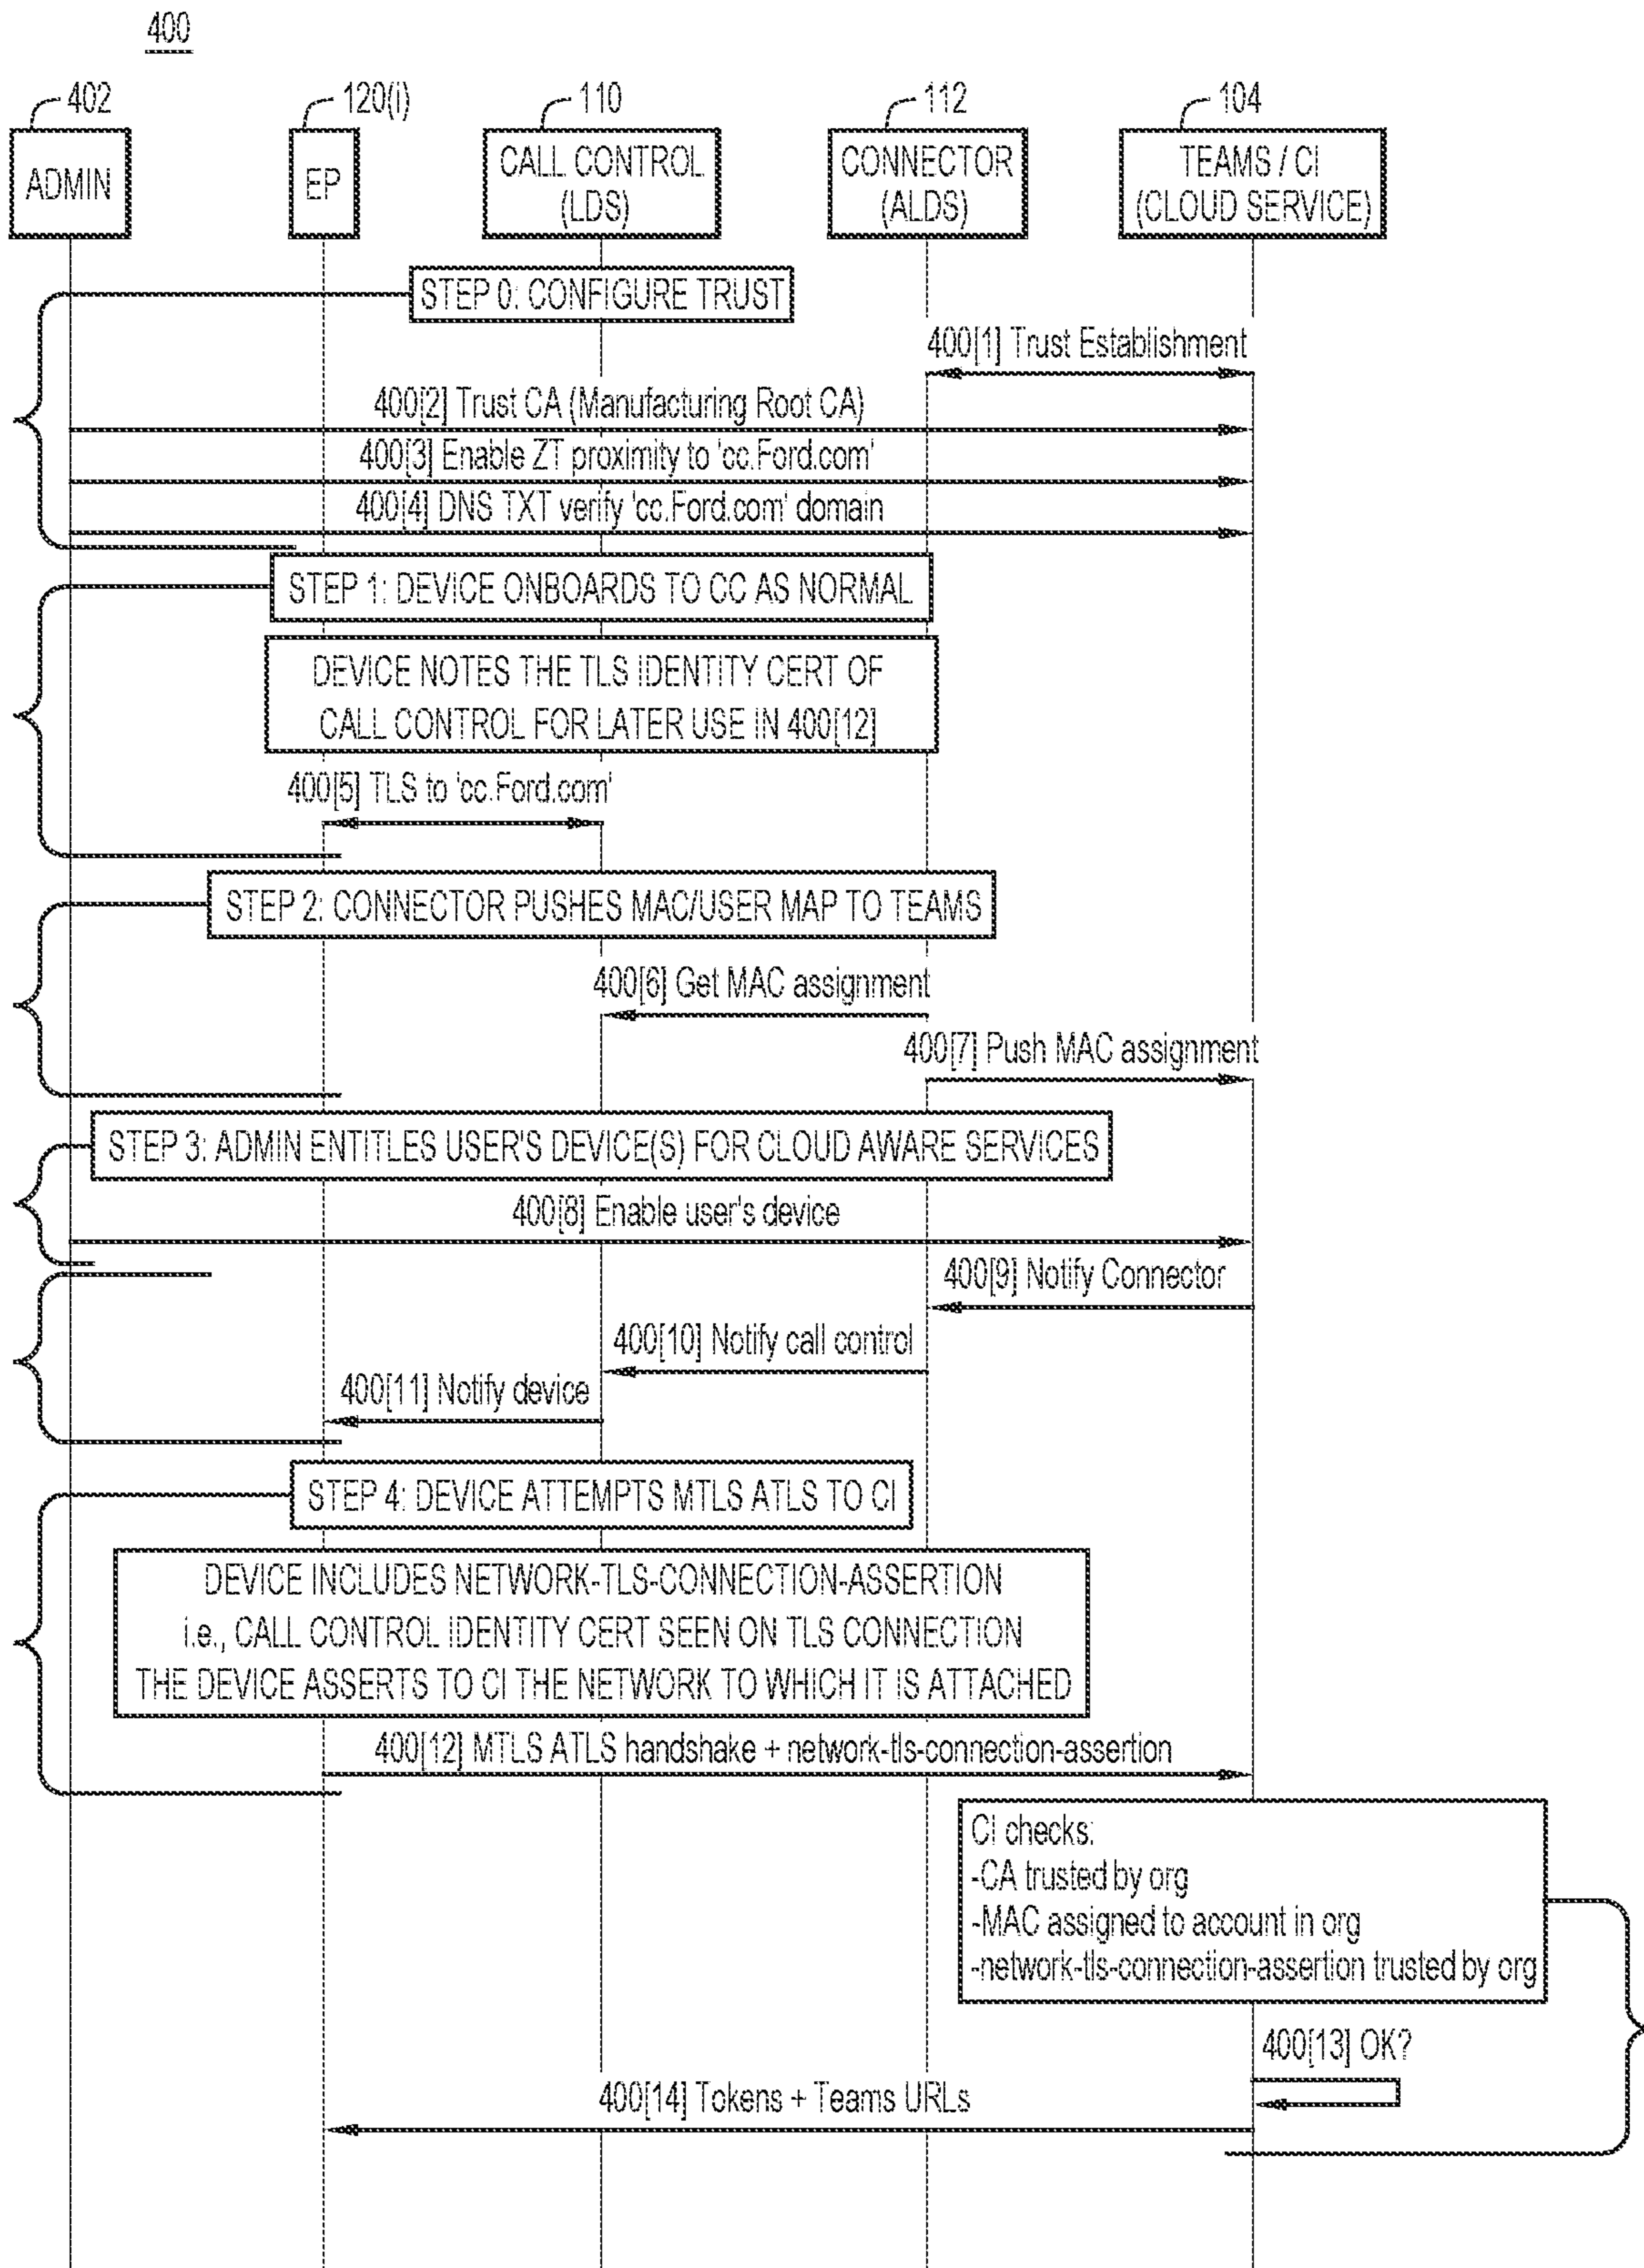 400
402
120(i)
110
112
104
ADMIN
EP
CALL CONTROL
(LDS)
CONNECTOR
(ALDS)
TEAMS / CI
(CLOUD SERVICE)
STEP 0: CONFIGURE TRUST
400[1] Trust Establishment
400[2] Trust CA (Manufacturing Root CA)
400[3] Enable ZT proximity to 'cc.Ford.com'
400[4] DNS TXT verify 'cc.Ford.com' domain
STEP 1: DEVICE ONBOARDS TO CC AS NORMAL
DEVICE NOTES THE TLS IDENTITY CERT OF
CALL CONTROL FOR LATER USE IN 400[12]
400[5] TLS to 'cc.Ford.com'
STEP 2: CONNECTOR PUSHES MAC/USER MAP TO TEAMS
400[6] Get MAC assignment
400[7] Push MAC assignment
STEP 3: ADMIN ENTITLES USER'S DEVICE(S) FOR CLOUD AWARE SERVICES
400[8] Enable user's device
400[9] Notify Connector
400[10] Notify call control
400[11] Notify device
STEP 4: DEVICE ATTEMPTS MTLS ATLS TO CI
DEVICE INCLUDES NETWORK-TLS-CONNECTION-ASSERTION
i.e., CALL CONTROL IDENTITY CERT SEEN ON TLS CONNECTION
THE DEVICE ASSERTS TO CI THE NETWORK TO WHICH IT IS ATTACHED
400[12] MTLS ATLS handshake + network-tls-connection-assertion
CI checks:
-CA trusted by org
-MAC assigned to account in org
-network-tls-connection-assertion trusted by org
400[13] OK?
400[14] Tokens + Teams URLs